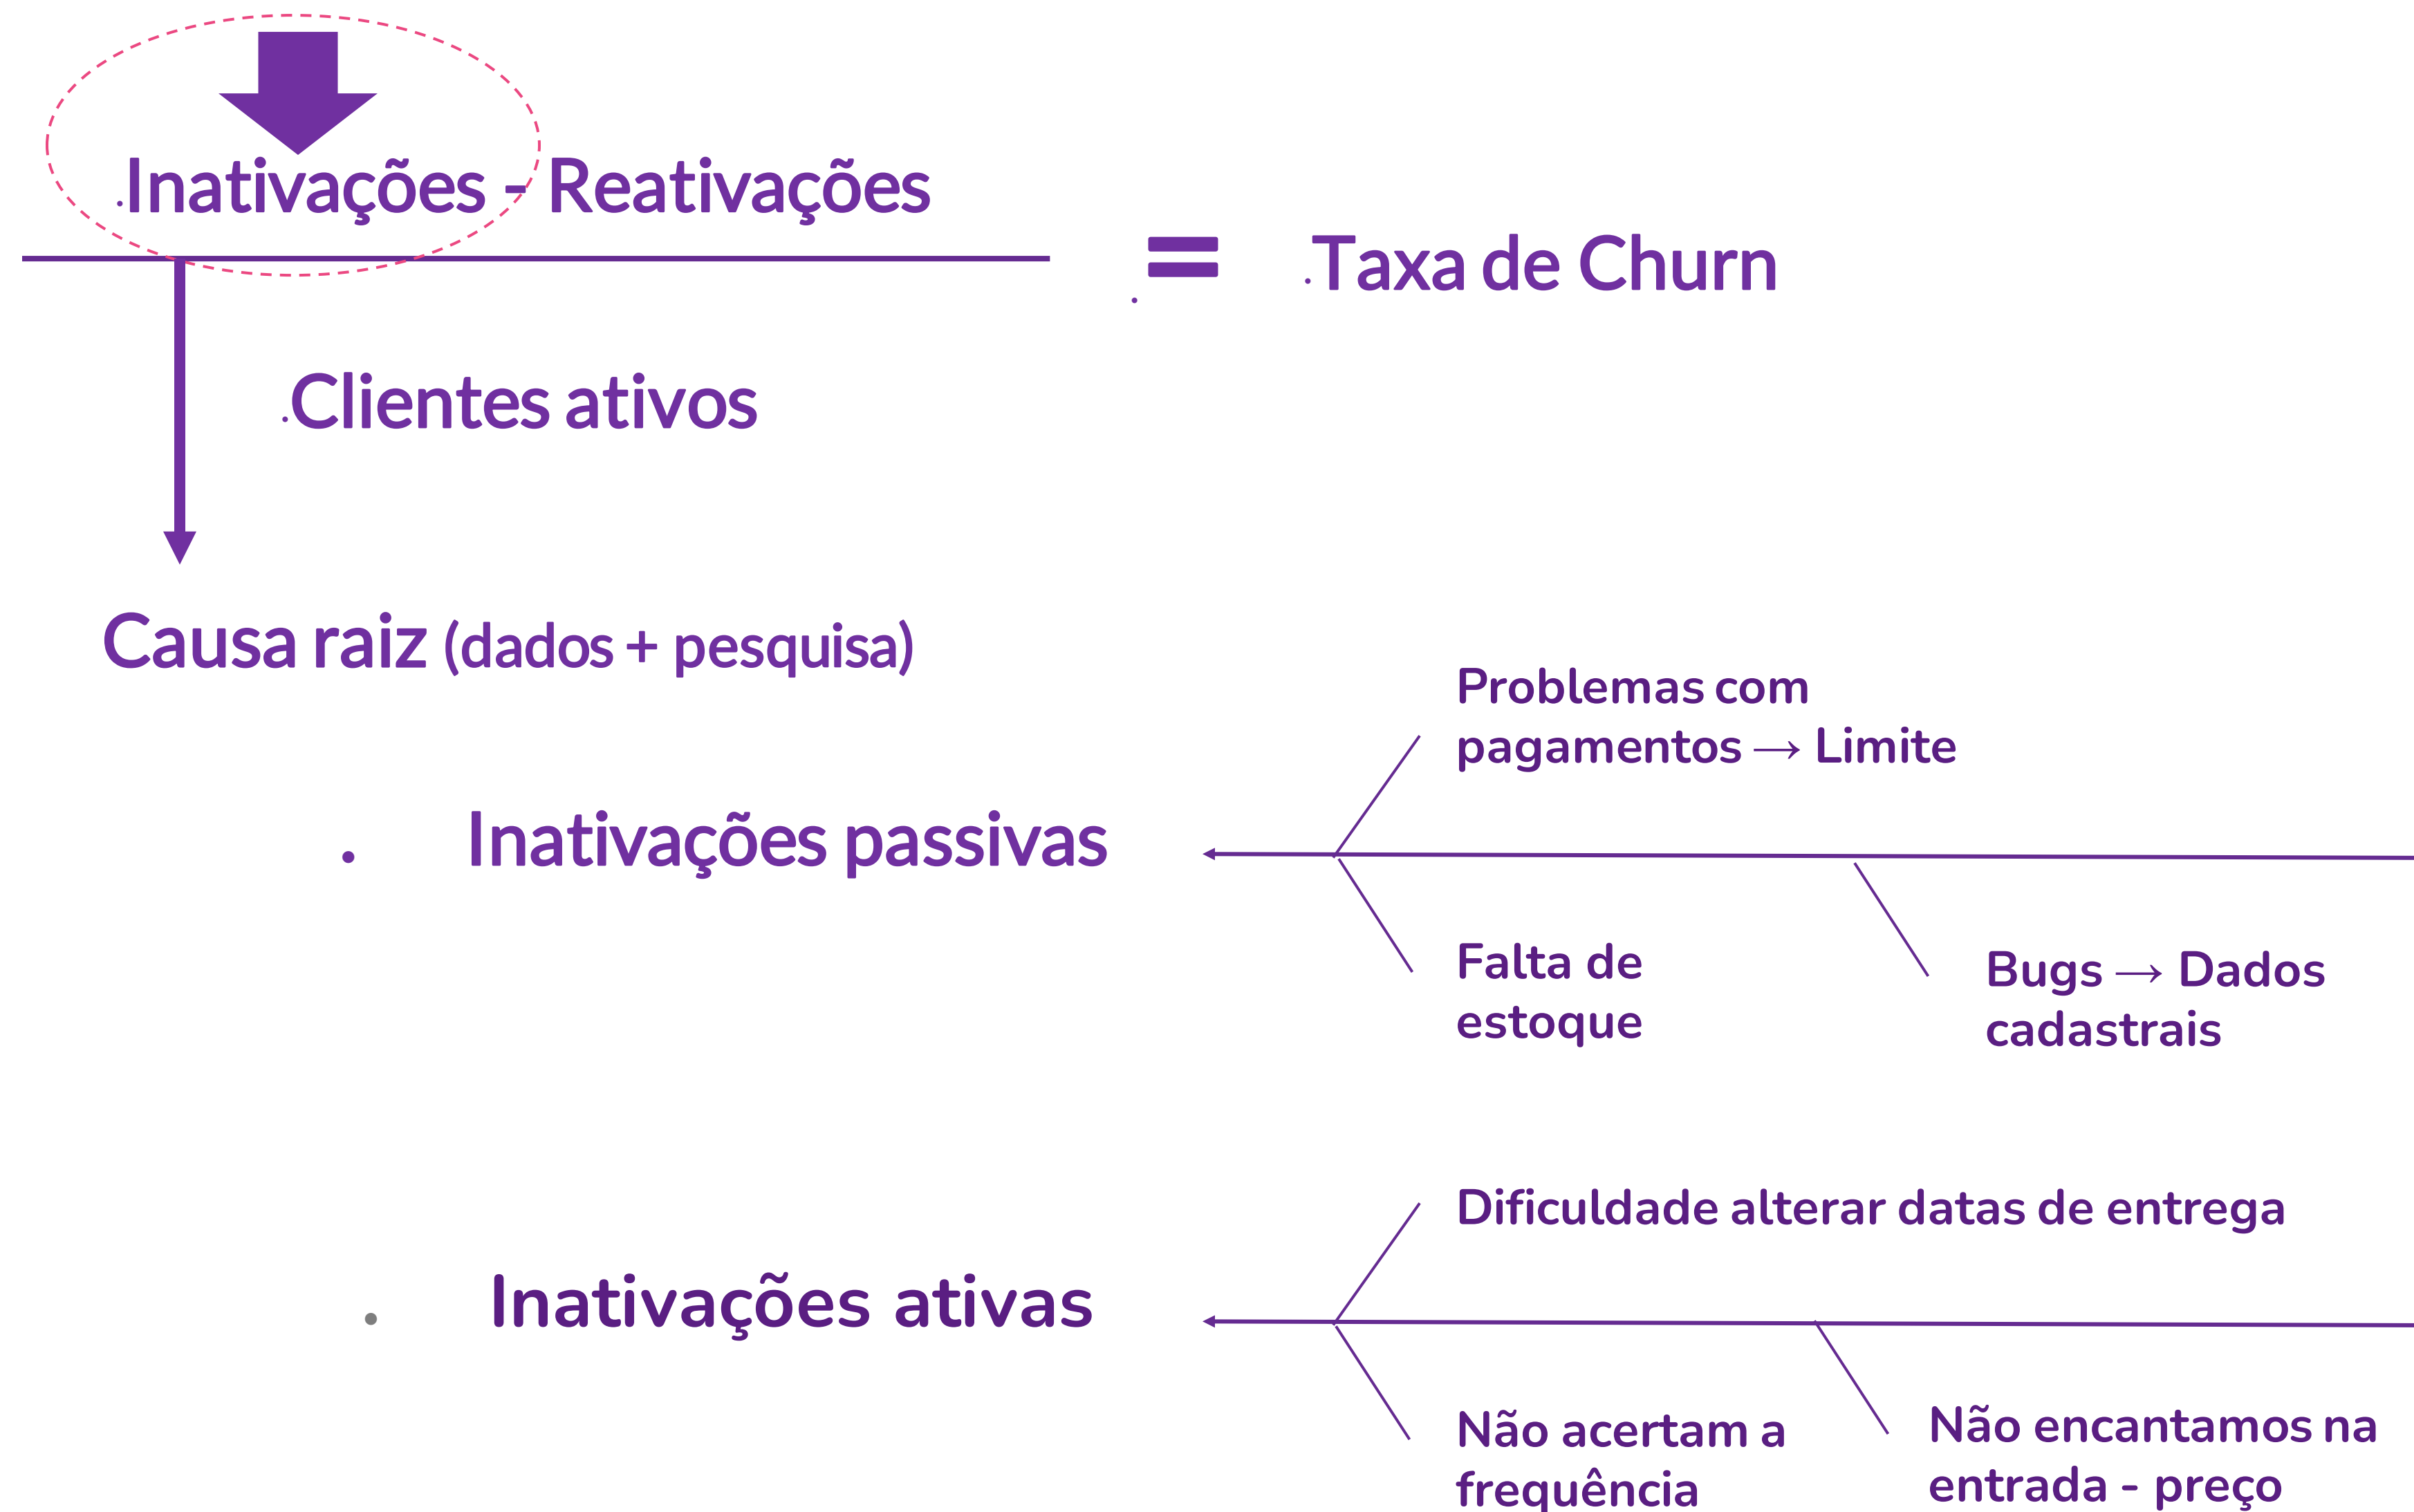 .Inativações - Reativações
.= .Taxa de Churn
.Clientes ativos
Causa raiz (dados + pesquisa)
Problemas com
pagamentos → Limite
. Inativações passivas
Falta de
estoque
Bugs → Dados
cadastrais
Dificuldade alterar datas de entrega
. Inativações ativas
Não acertam a
frequência
Não encantamos na
entrada - preço